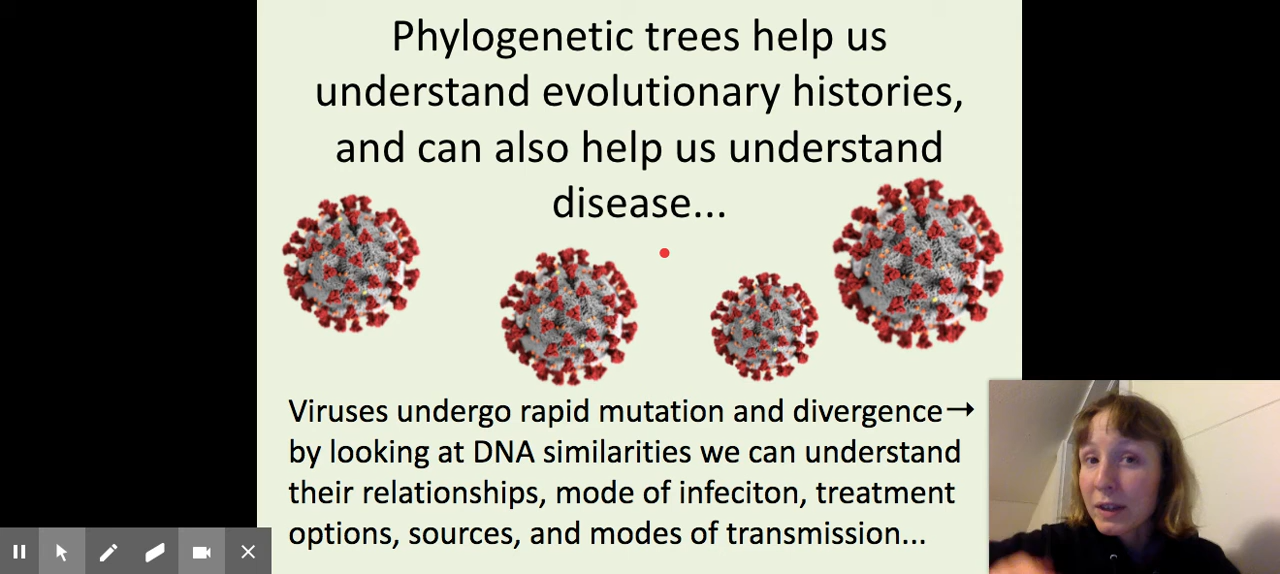 Phylogenetic trees help us
understand evolutionary histories,
and can also help us understand
disease...
Viruses undergo rapid mutation and divergence→
by looking at DNA similarities we can understand
their relationships, mode of infeciton, treatment
options, sources, and modes of transmission...